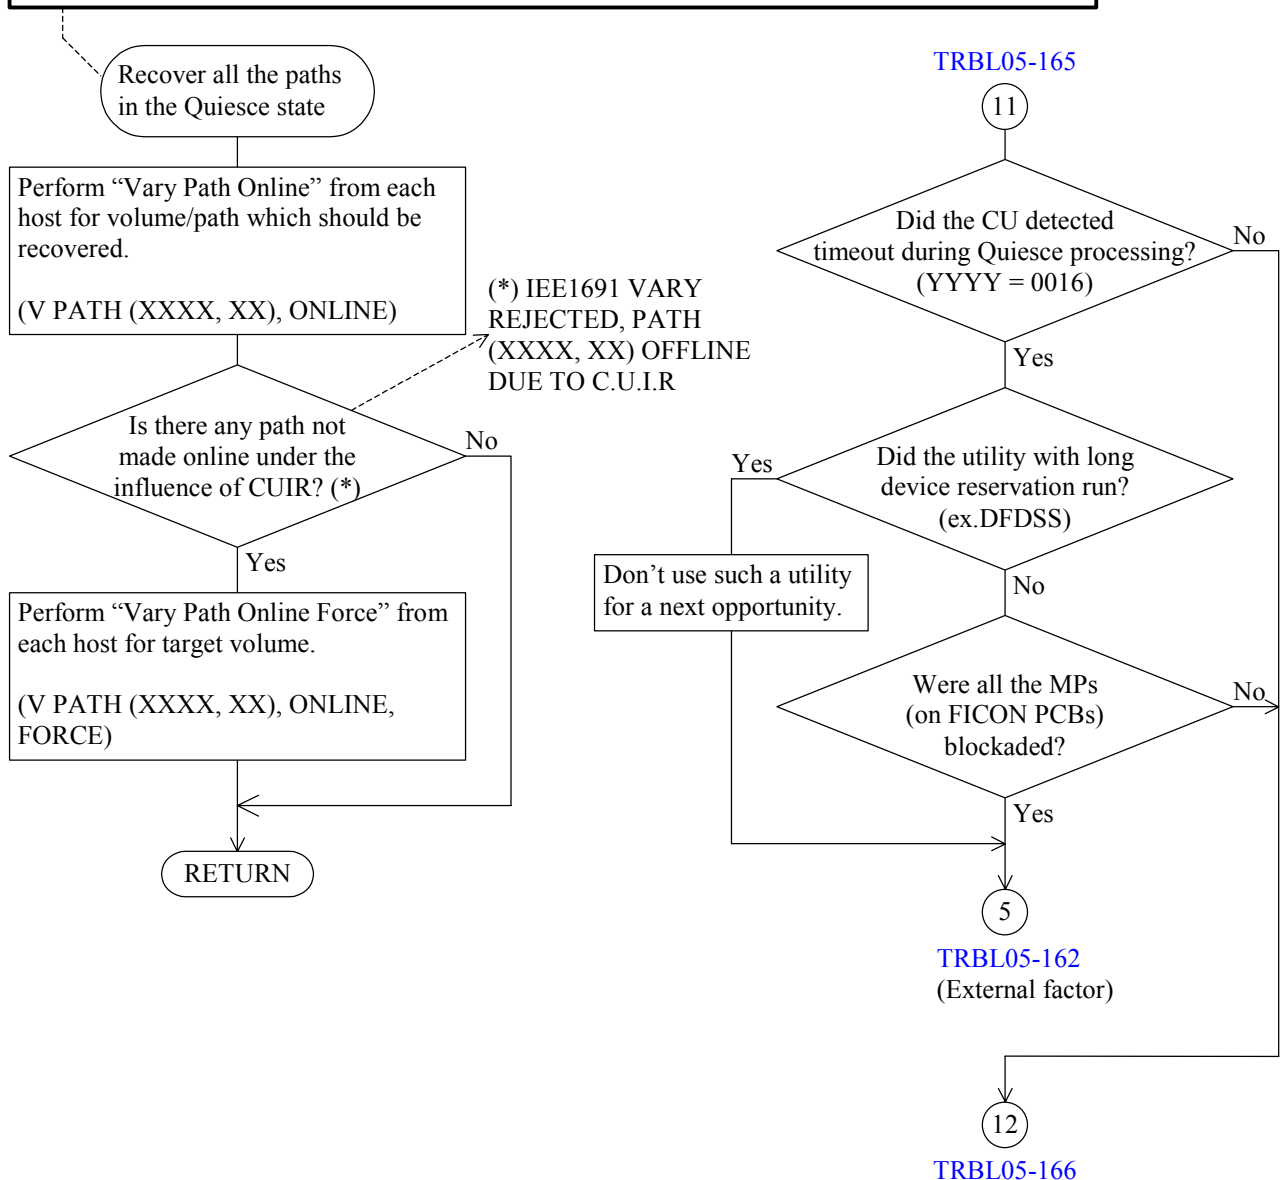 Recover all the paths
in the Quiesce state
Perform “Vary Path Online” from each
host for volume/path which should be
recovered.
(V PATH (XXXX, XX), ONLINE)
(*) IEE1691 VARY
REJECTED, PATH
(XXXX, XX) OFFLINE
DUE TO C.U.I.R
Is there any path not
made online under the
influence of CUIR? (*)
No
Yes
Perform “Vary Path Online Force” from
each host for target volume.
(V PATH (XXXX, XX), ONLINE,
FORCE)
RETURN
TRBL05-165
11
Did the CU detected
timeout during Quiesce processing?
(YYYY = 0016)
No
Yes
Did the utility with long
device reservation run?
(ex.DFDSS)
Yes
Don’t use such a utility
for a next opportunity.
No
Were all the MPs
(on FICON PCBs)
blockaded?
No
Yes
5
TRBL05-162
(External factor)
12
TRBL05-166